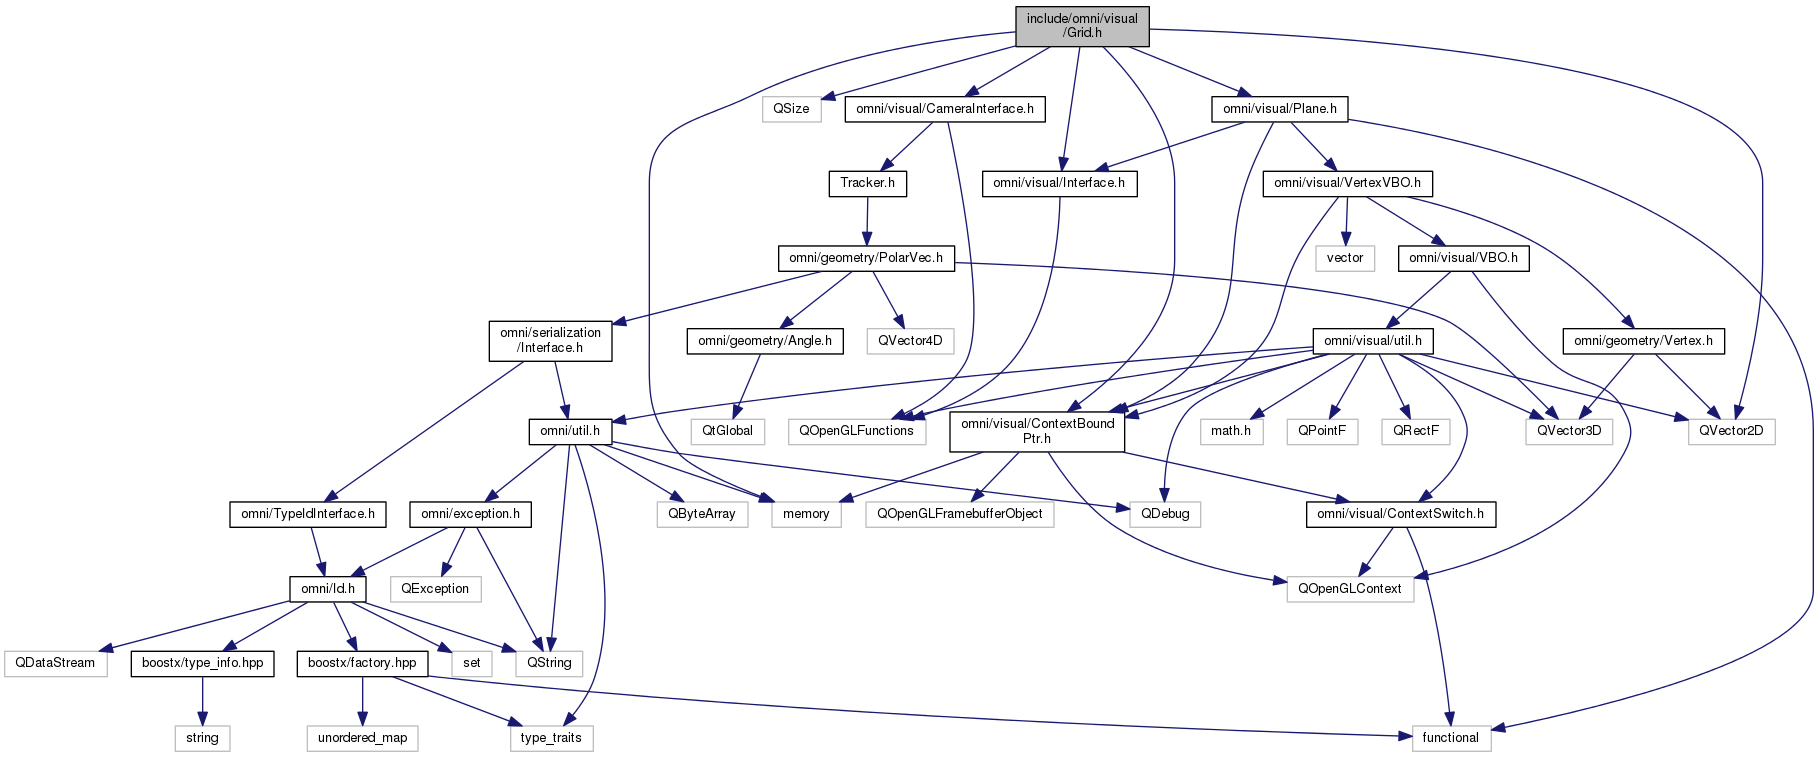 include/omni/visual
/Grid.h
QSize
omni/visual/CameraInterface.h
omni/visual/Plane.h
Tracker.h
omni/visual/Interface.h
omni/visual/VertexVBO.h
omni/geometry/PolarVec.h
vector
omni/visual/VBO.h
omni/serialization
/Interface.h
omni/geometry/Angle.h
QVector4D
omni/visual/util.h
omni/geometry/Vertex.h
omni/util.h
QtGlobal
QOpenGLFunctions
omni/visual/ContextBound
Ptr.h
math.h
QPointF
QRectF
QVector3D
QVector2D
omni/TypeIdInterface.h
omni/exception.h
QByteArray
memory
QOpenGLFramebufferObject
QDebug
omni/visual/ContextSwitch.h
omni/Id.h
QException
QOpenGLContext
QDataStream
boostx/type_info.hpp
boostx/factory.hpp
set
QString
string
unordered_map
type_traits
functional